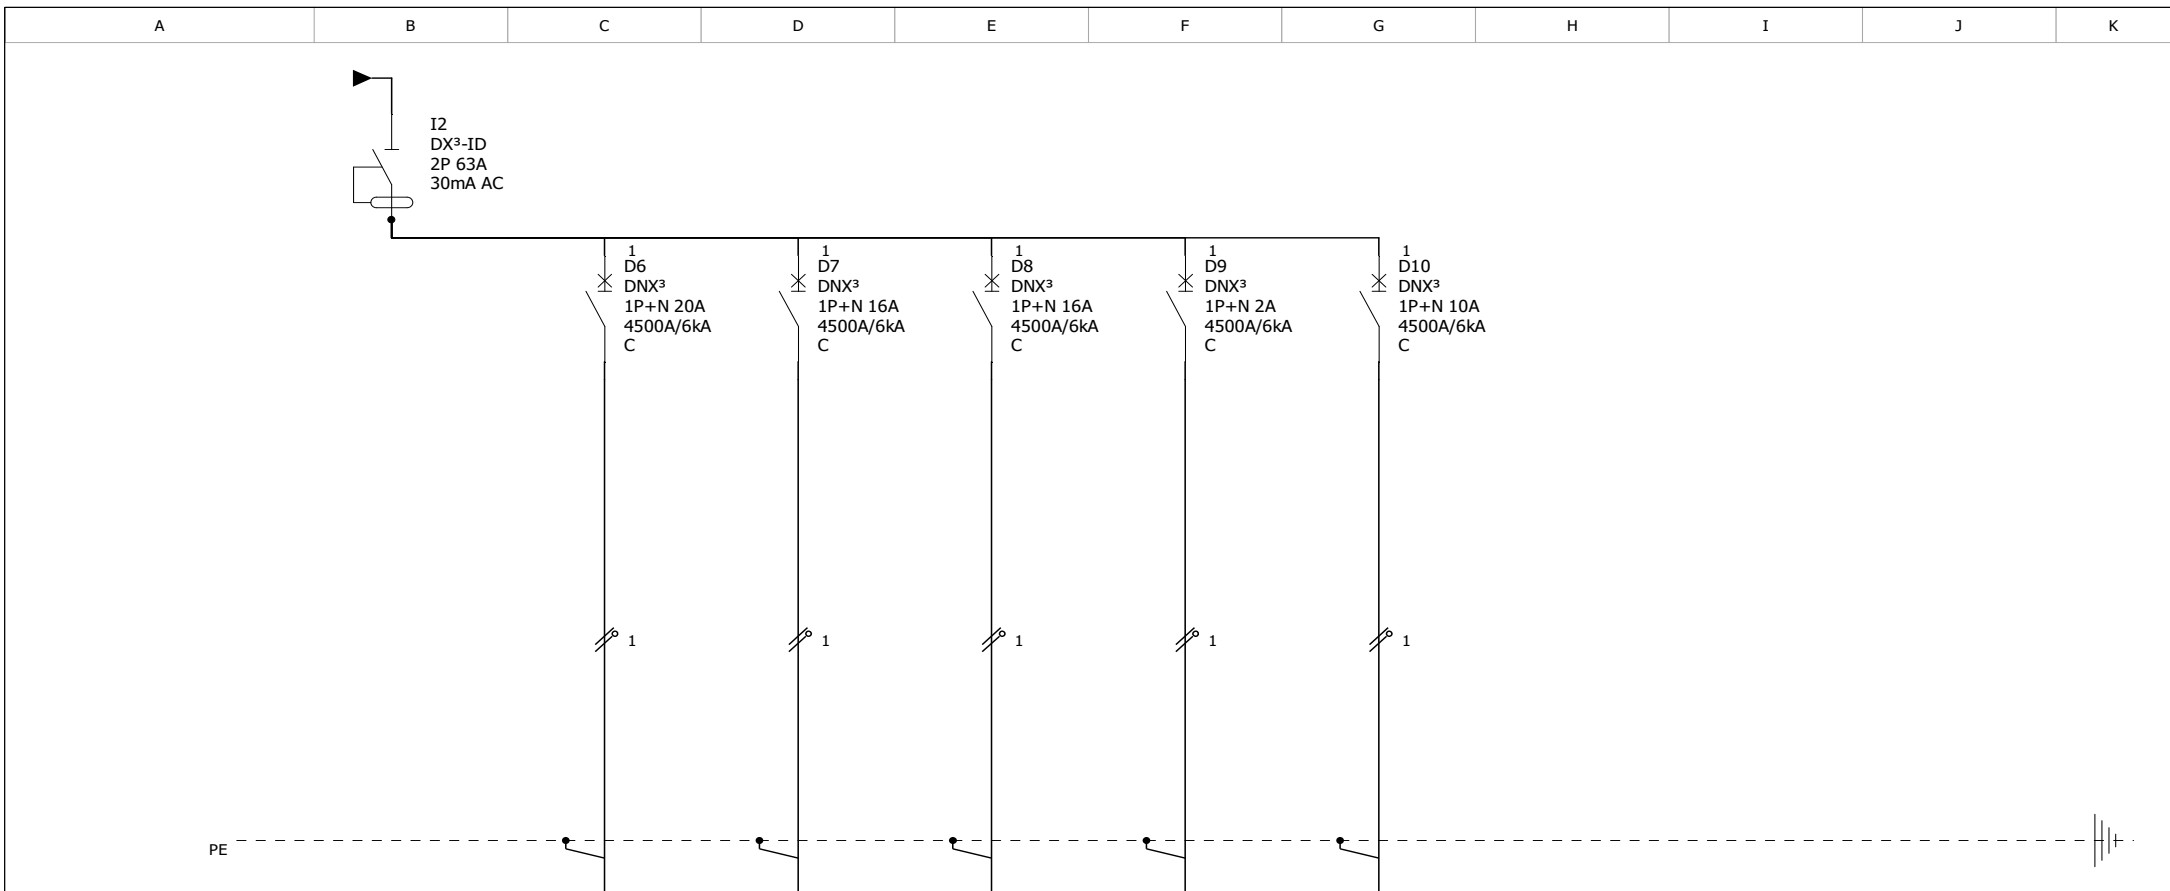 A B C D E F G H I J K
I2
DX³-ID
2P 63A
30mA AC
1 1 1 1 1
D6 D7 D8 D9 D10
DNX³ DNX³ DNX³ DNX³ DNX³
1P+N 20A 1P+N 16A 1P+N 16A 1P+N 2A 1P+N 10A
4500A/6kA 4500A/6kA 4500A/6kA 4500A/6kA 4500A/6kA
C C C C C
1 1 1 1 1
PE